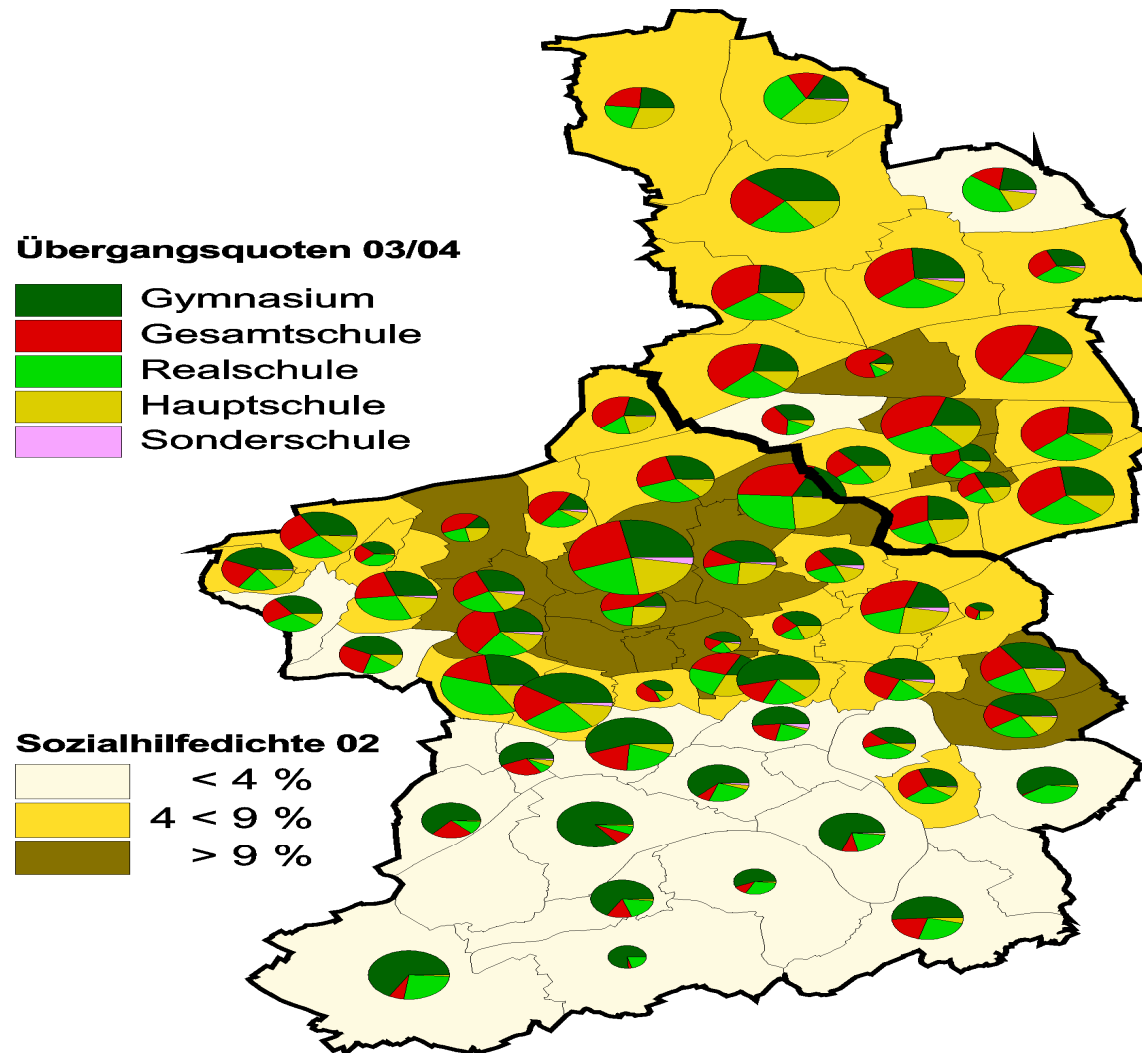 Übergangsquoten 03/04
Gymnasium
Gesamtschule
Realschule
Hauptschule
Sonderschule
Sozialhilfedichte 02
< 4 %
4 < 9 %
> 9 %